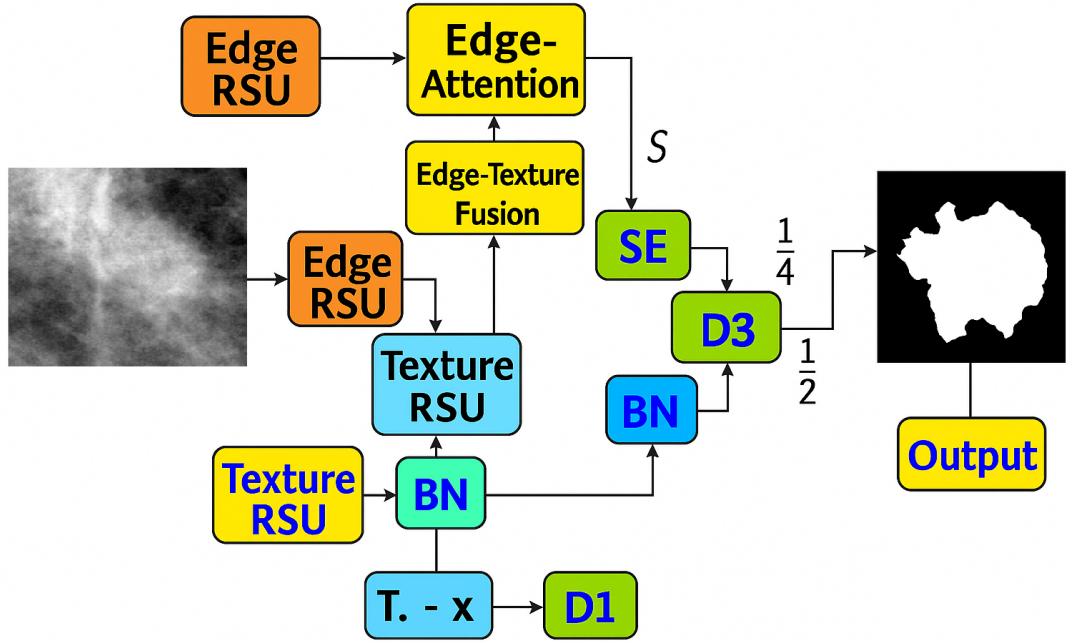 Edge
RSU
Edge-
Attention
Edge-Texture
Fusion
S
SE
Edge
RSU
1
4
D3
1
2
Texture
RSU
BN
Texture
RSU
BN
Output
T. - x
D1